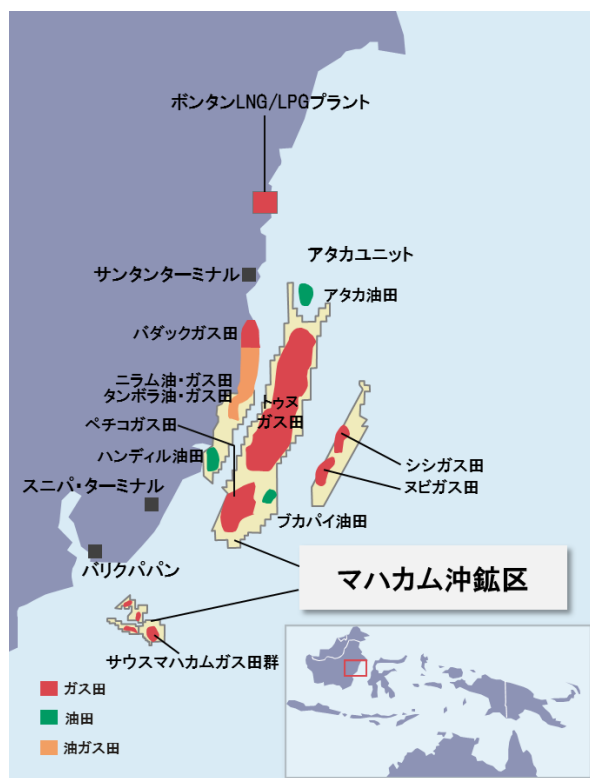 ボンタンLNG/LPGプラント
アタカユニット
サンタンターミナル
アタカ油田
バダックガス田
ニラム油・ガス田
タンボラ油・ガス田
トゥヌ
ガス田
ペチコガス田
ハンディル油田
シシガス田
スニパ・ターミナル
ヌビガス田
ブカパイ油田
バリクパパン
マハカム沖鉱区
サウスマハカムガス田群
ガス田
油田
油ガス田